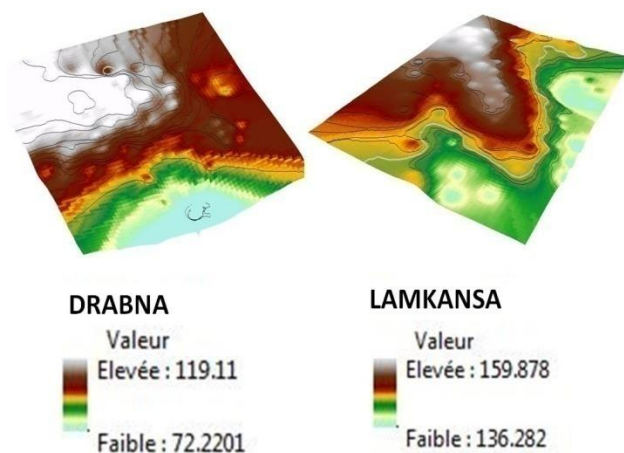 DRABNA
Valeur
Elevée : 119.11
Faible : 72.2201
LAMKANSA
Valeur
Elevée : 159.878
Faible : 136.282